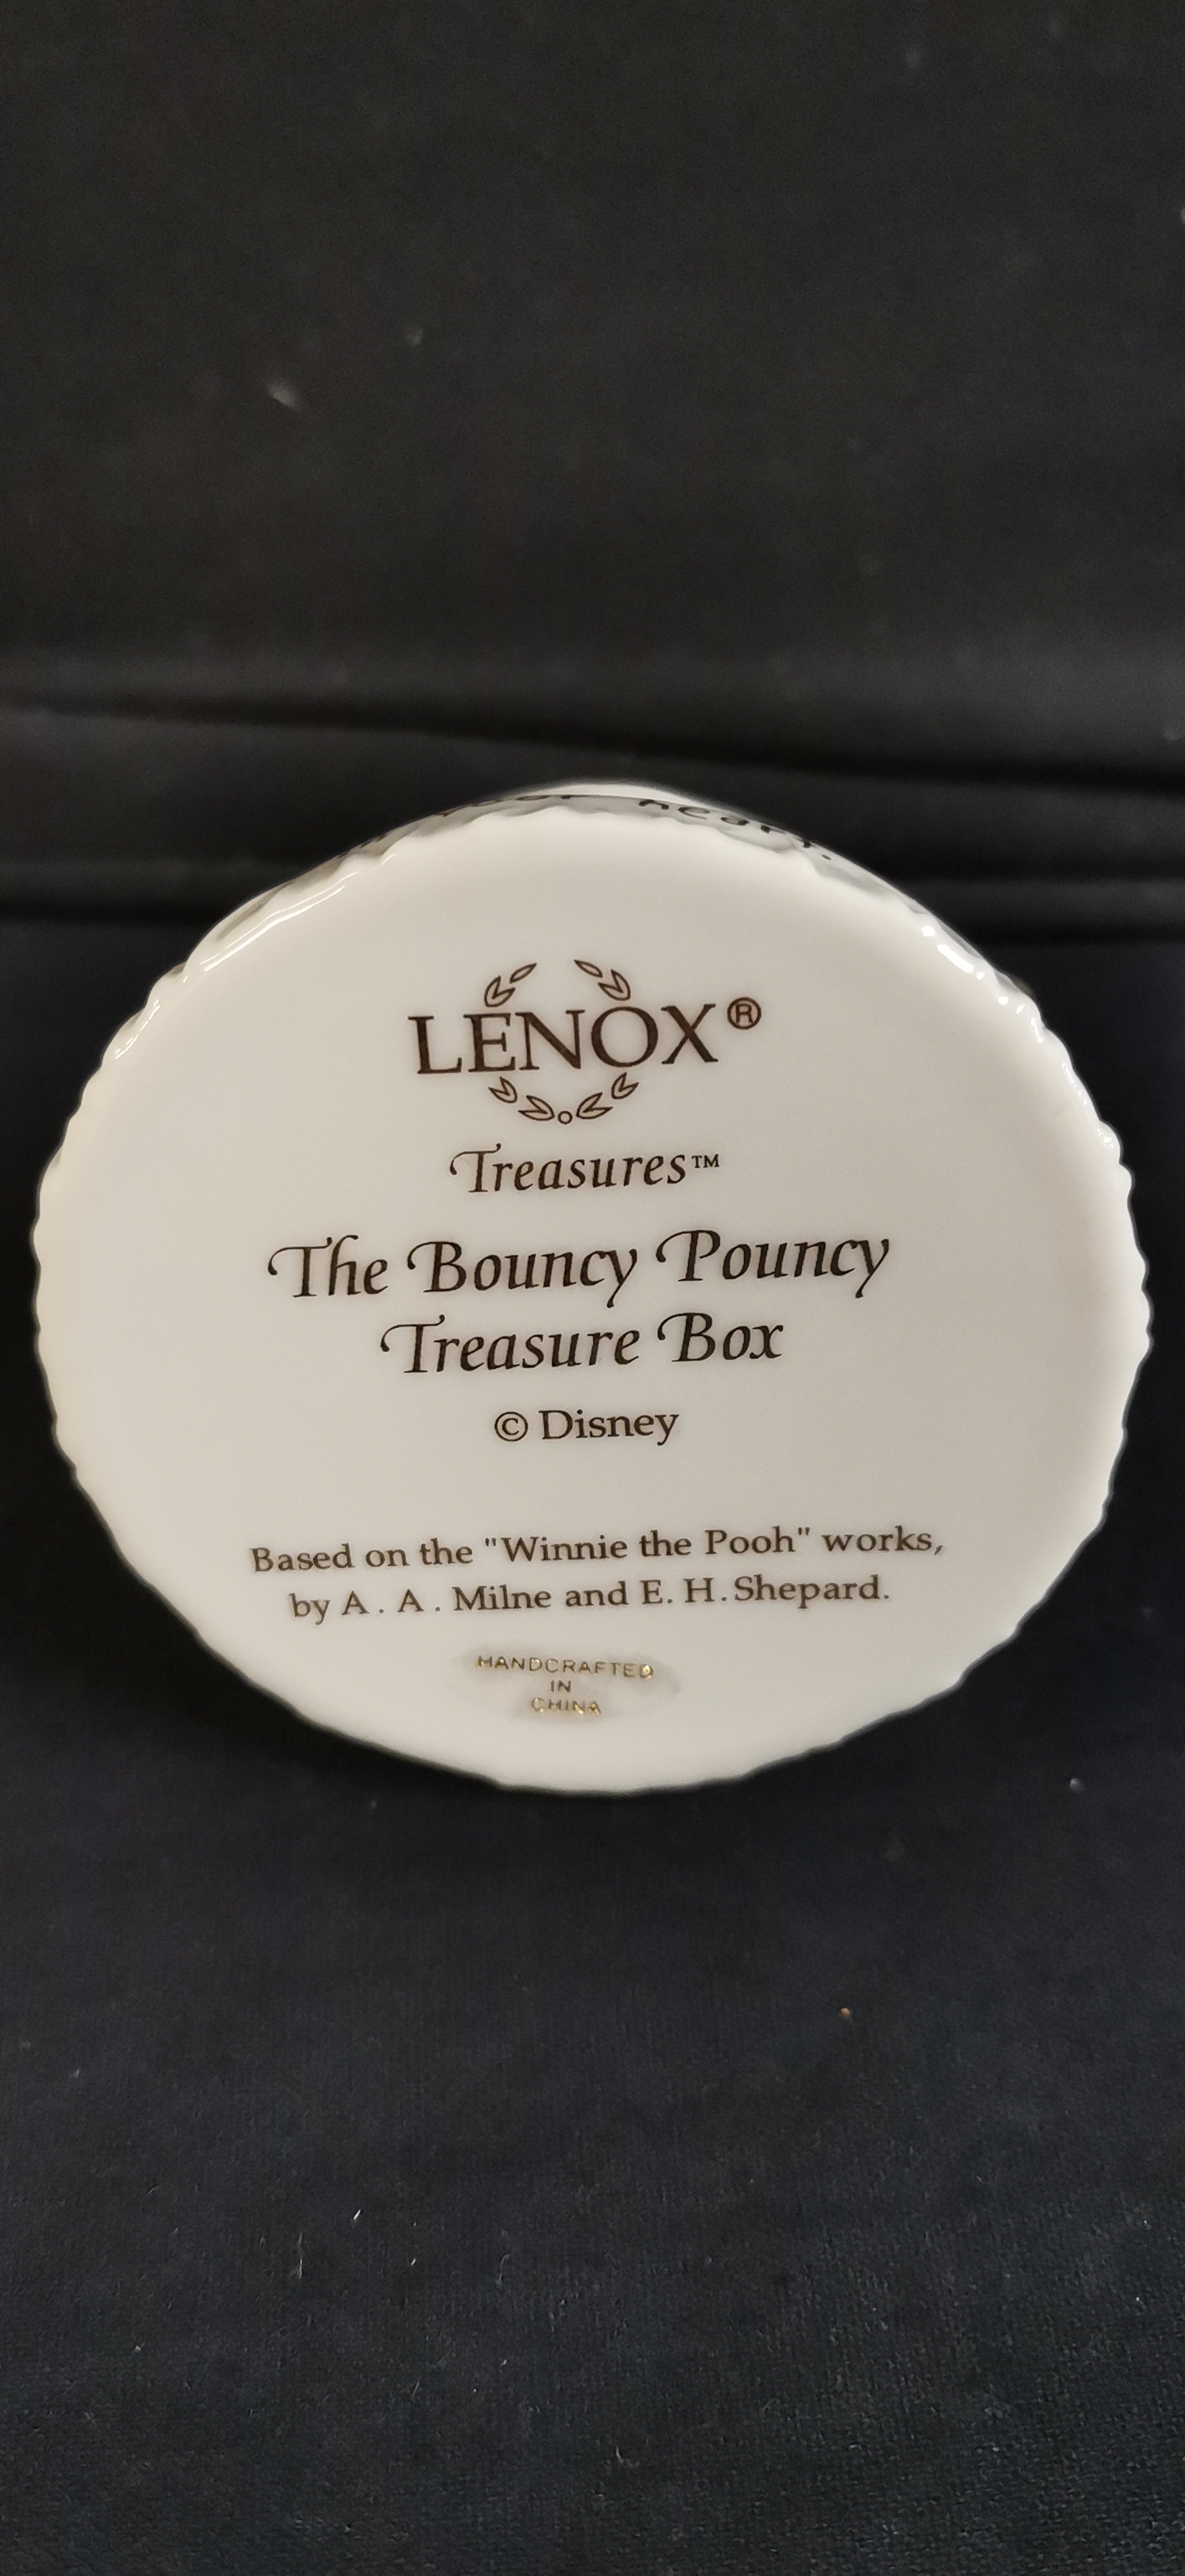 heart.
LENOX®
Treasures™
The Bouncy Pouncy
Treasure Box
© Disney
Based on the "Winnie the Pooh" works,
by A. A. Milne and E. H. Shepard.
HANDCRAFTED
IN
CHINA